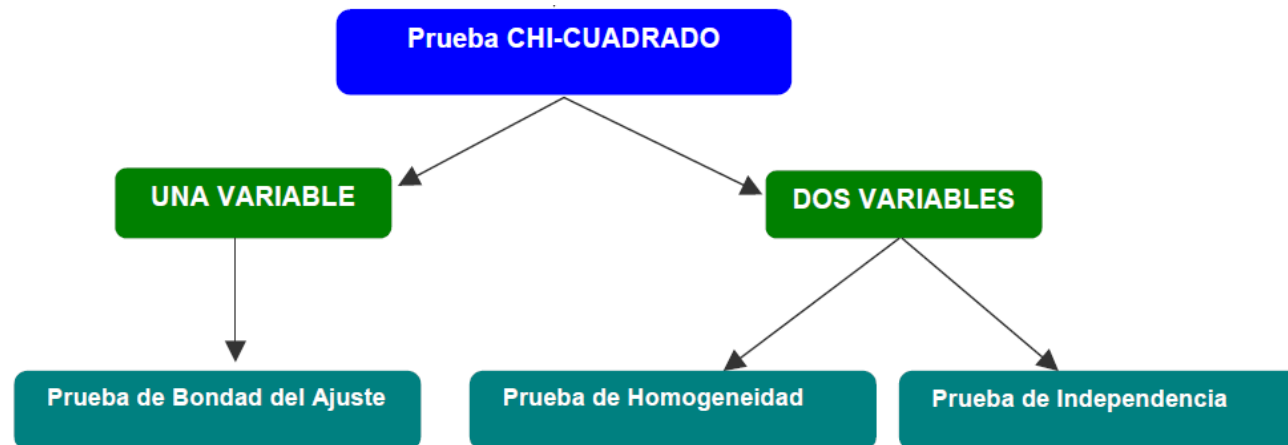 Prueba CHI-CUADRADO
UNA VARIABLE
DOS VARIABLES
Prueba de Bondad del Ajuste
Prueba de Homogeneidad
Prueba de Independencia